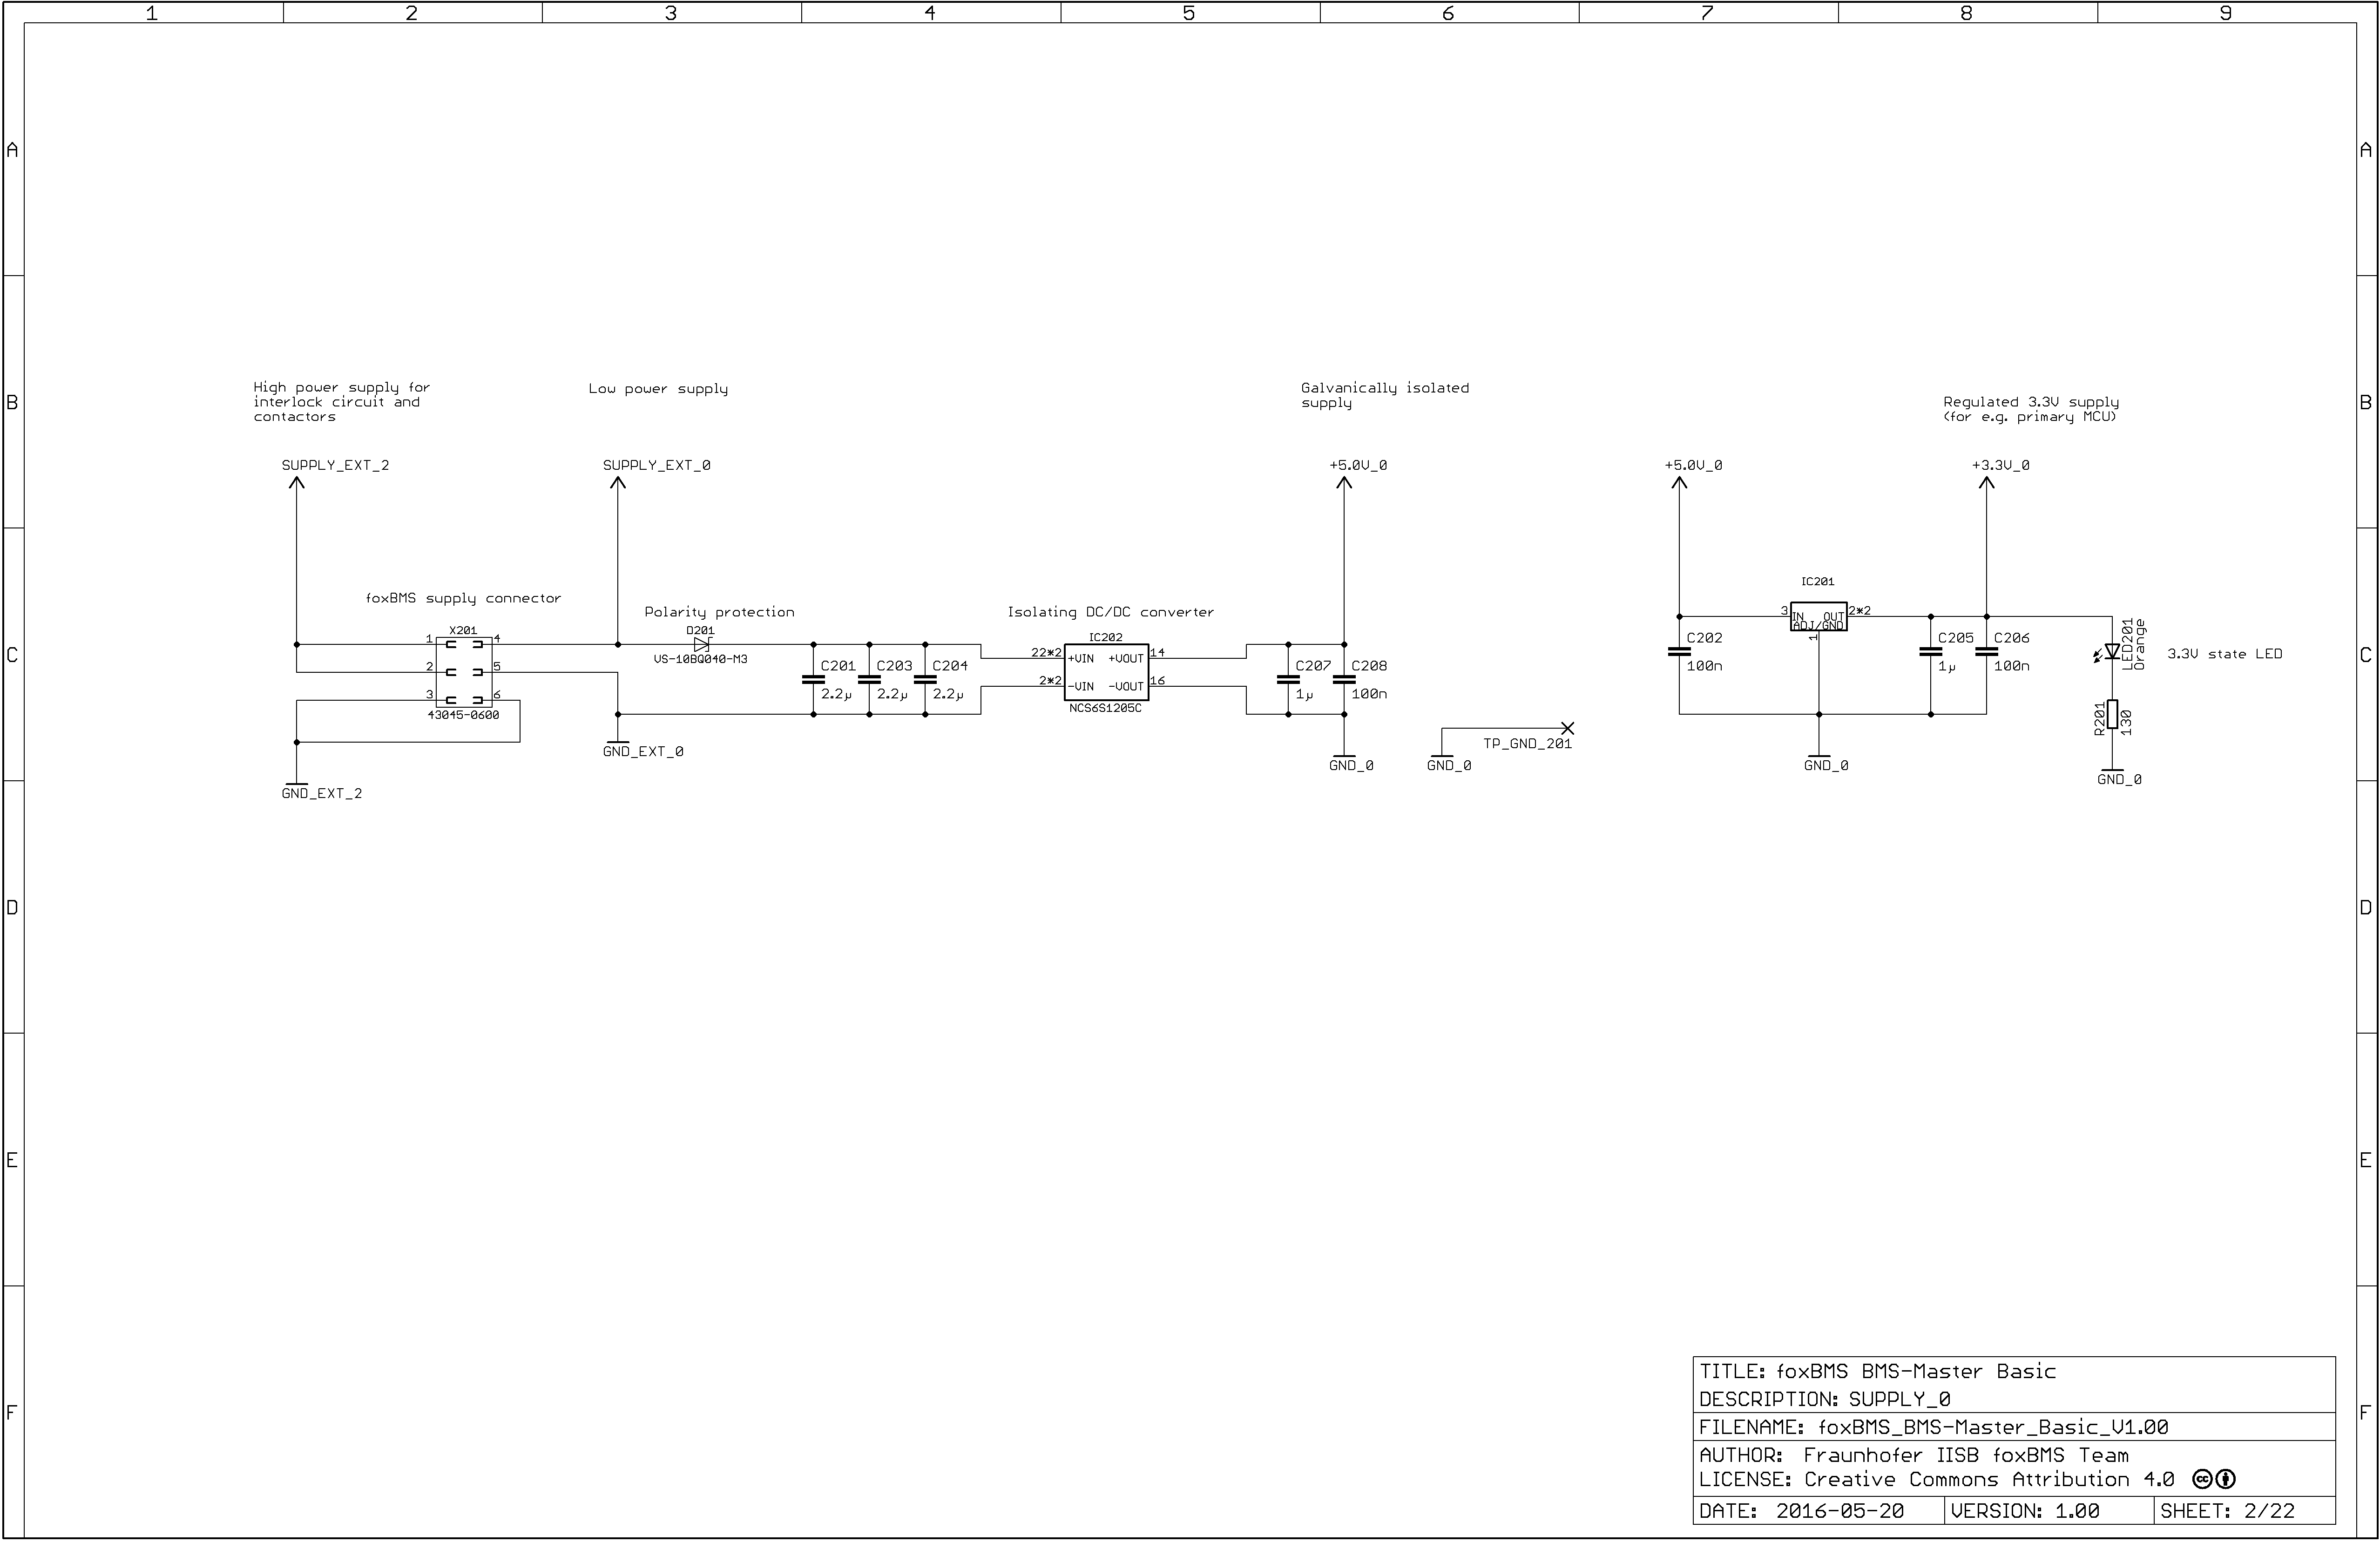 1 2 3 4 5 6 7 8 9
A A
B B
C C
D D
E E
F F
High power supply for
interlock circuit and
contactors
Low power supply
Galvanically isolated
supply
Regulated 3.3V supply
(for e.g. primary MCU)
SUPPLY_EXT_2
SUPPLY_EXT_0
+5.0V_0
+5.0V_0
+3.3V_0
foxBMS supply connector
X201
1 4
2 5
3 6
43045-0600
GND_EXT_2
GND_EXT_0
Polarity protection
D201
VS-10BQ040-M3
C201
2.2µ
C203
2.2µ
C204
2.2µ
Isolating DC/DC converter
IC202
22*2 +VIN +VOUT 14
2*2 -VIN -VOUT 16
NCS6S1205C
C207
1µ
C208
100n
GND_0
GND_0
TP_GND_201
C202
100n
IC201
3 IN OUT 2*2
ADJ/GND
1
GND_0
C205
1µ
C206
100n
LED201
Orange
3.3V state LED
R201
130
GND_0
TITLE: foxBMS BMS-Master Basic
DESCRIPTION: SUPPLY_0
FILENAME: foxBMS_BMS-Master_Basic_V1.00
AUTHOR: Fraunhofer IISB foxBMS Team
LICENSE: Creative Commons Attribution 4.0 cc
DATE: 2016-05-20 VERSION: 1.00 SHEET: 2/22